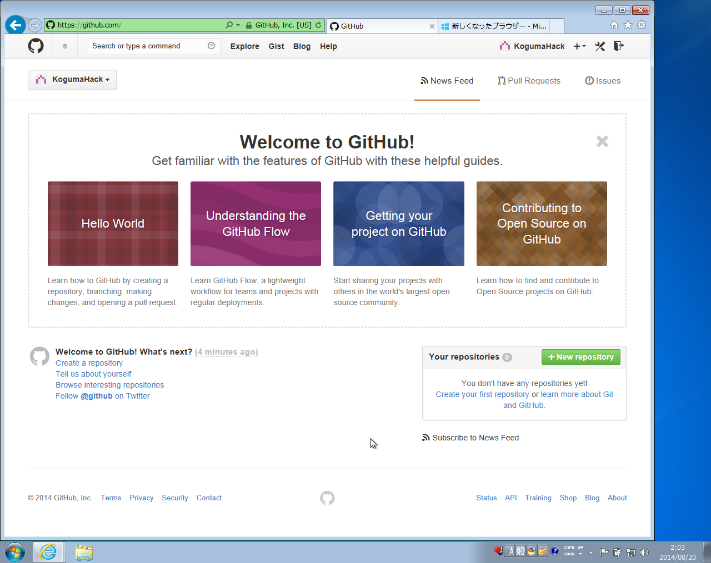 https://github.com/
GitHub, Inc. [US]
GitHub
新しくなったブラウザー - Mi...
Search or type a command
Explore
Gist
Blog
Help
KogumaHack
KogumaHack
News Feed
Pull Requests
Issues
Welcome to GitHub!
Get familiar with the features of GitHub with these helpful guides.
Hello World
Understanding the
GitHub Flow
Getting your
project on GitHub
Contributing to
Open Source on
GitHub
Learn how to GitHub by creating a
repository, branching, making
changes, and opening a pull request.
Learn GitHub Flow, a lightweight
workflow for teams and projects with
regular deployments.
Start sharing your projects with
others in the world's largest open
source community.
Learn how to find and contribute to
Open Source projects on GitHub.
Welcome to GitHub! What's next? (4 minutes ago)
Create a repository
Tell us about yourself
Browse interesting repositories
Follow @github on Twitter
Your repositories 0
+ New repository
You don't have any repositories yet!
Create your first repository or learn more about Git
and GitHub.
Subscribe to News Feed
© 2014 GitHub, Inc.
Terms
Privacy
Security
Contact
Status
API
Training
Shop
Blog
About
2:03
2014/08/20